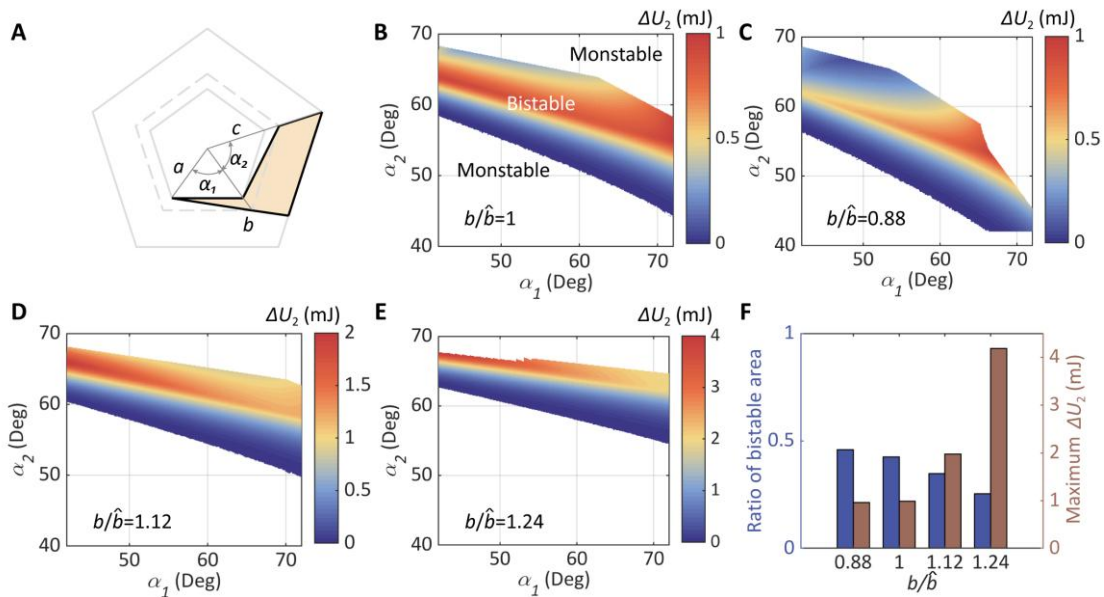 A
a
c
α2
α1
b
B
ΔU2 (mJ)
70
60
50
40
α2 (Deg)
Monstable
Bistable
Monstable
b/b̂=1
50
60
70
α1 (Deg)
1
0.5
0
C
ΔU2 (mJ)
70
60
50
40
α2 (Deg)
b/b̂=0.88
50
60
70
α1 (Deg)
1
0.5
0
D
ΔU2 (mJ)
70
60
50
40
α2 (Deg)
b/b̂=1.12
50
60
70
α1 (Deg)
2
1.5
1
0.5
0
E
ΔU2 (mJ)
70
60
50
40
α2 (Deg)
b/b̂=1.24
50
60
70
α1 (Deg)
4
3
2
1
0
F
1
0.5
0
Ratio of bistable area
4
3
2
1
0
Maximum ΔU2 (mJ)
0.88
1
1.12
1.24
b/b̂